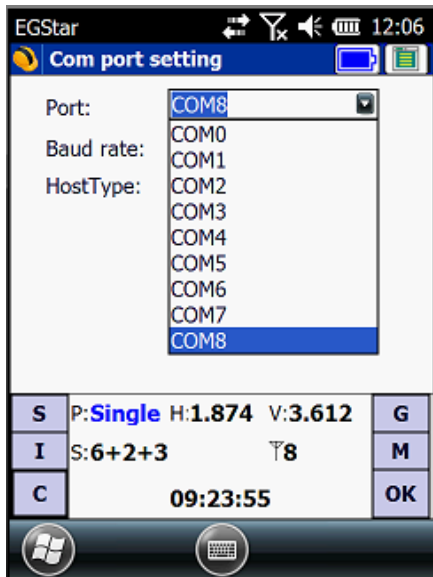 EGStar 12:06
Com port setting
Port: COM8
COM0
Baud rate: COM1
HostType: COM2
COM3
COM4
COM5
COM6
COM7
COM8
S P:Single H:1.874 V:3.612 G
I S:6+2+3 8 M
C 09:23:55 OK